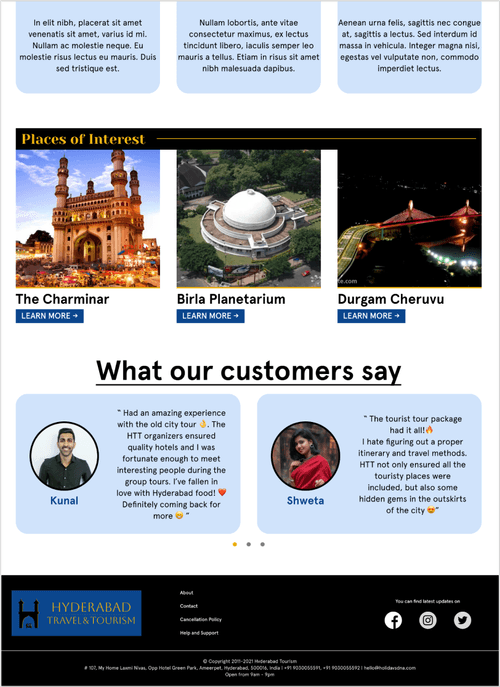 In elit nibh, placerat sit amet
venenatis sit amet, varius id mi.
Nullam ac molestie neque. Eu
molestie risus lectus eu mauris. Duis
sed tristique est.
Nullam lobortis, ante vitae
consectetur maximus, ex lectus
tincidunt libero, iaculis semper leo
mauris a tellus. Etiam in risus sit amet
nibh malesuada dapibus.
Aenean urna felis, sagittis nec congue
at, sagittis a lectus. Sed interdum id
massa in vehicula. Integer magna nisi,
egestas vel vulputate non, commodo
imperdiet lectus.
Places of Interest
The Charminar
LEARN MORE →
Birla Planetarium
LEARN MORE →
Durgam Cheruvu
LEARN MORE →
What our customers say
“ Had an amazing experience
with the old city tour 👌. The
HTT organizers ensured
quality hotels and I was
fortunate enough to meet
interesting people during the
group tours. I've fallen in
love with Hyderabad food! ❤️
Definitely coming back for
more 😻 ”
Kunal
“ The tourist tour package
had it all!🔥
I hate figuring out a proper
itinerary and travel methods.
HTT not only ensured all the
touristy places were
included, but also some
hidden gems in the outskirts
of the city 😍”
Shweta
HYDERABAD
TRAVEL & TOURISM
About
Contact
Cancellation Policy
Help and Support
You can find latest updates on
© Copyright 2011-2021 Hyderabad Tourism
# 107, My Home Laxmi Nivas, Opp Hotel Green Park, Ameerpet, Hyderabad, 500016, India | +91 9030055591, +91 9030055592 | hello@holidaysdna.com
Open from 9am - 9pm